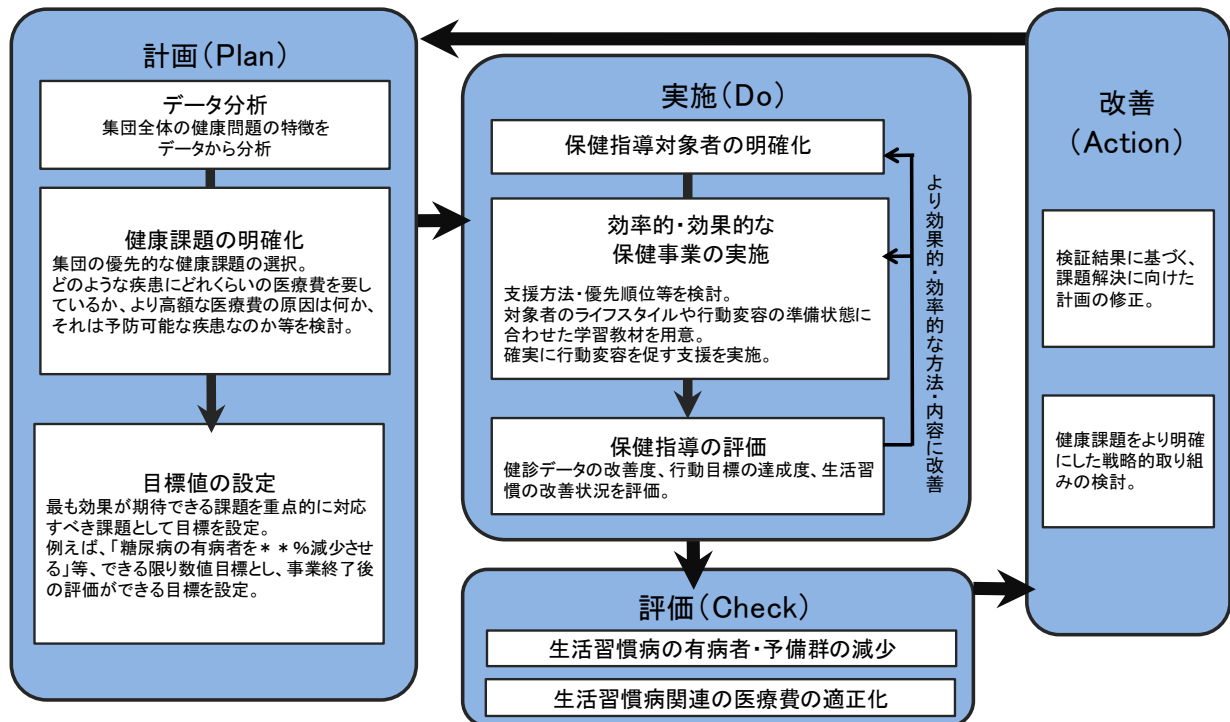 計画(Plan)
データ分析
集団全体の健康問題の特徴を
データから分析
健康課題の明確化
集団の優先的な健康課題の選択。
どのような疾患にどれくらいの医療費を要し
ているか、より高額な医療費の原因は何か、
それは予防可能な疾患なのか等を検討。
目標値の設定
最も効果が期待できる課題を重点的に対応
すべき課題として目標を設定。
例えば、「糖尿病の有病者を＊＊%減少させ
る」等、できる限り数値目標とし、事業終了後
の評価ができる目標を設定。
実施(Do)
保健指導対象者の明確化
効率的・効果的な
保健事業の実施
支援方法・優先順位等を検討。
対象者のライフスタイルや行動変容の準備状態に
合わせた学習教材を用意。
確実に行動変容を促す支援を実施。
保健指導の評価
健診データの改善度、行動目標の達成度、生活習
慣の改善状況を評価。
より効果的・効率的な方法・内容に改善
評価(Check)
生活習慣病の有病者・予備群の減少
生活習慣病関連の医療費の適正化
改善
(Action)
検証結果に基づく、
課題解決に向けた
計画の修正。
健康課題をより明確
にした戦略的取り組
みの検討。